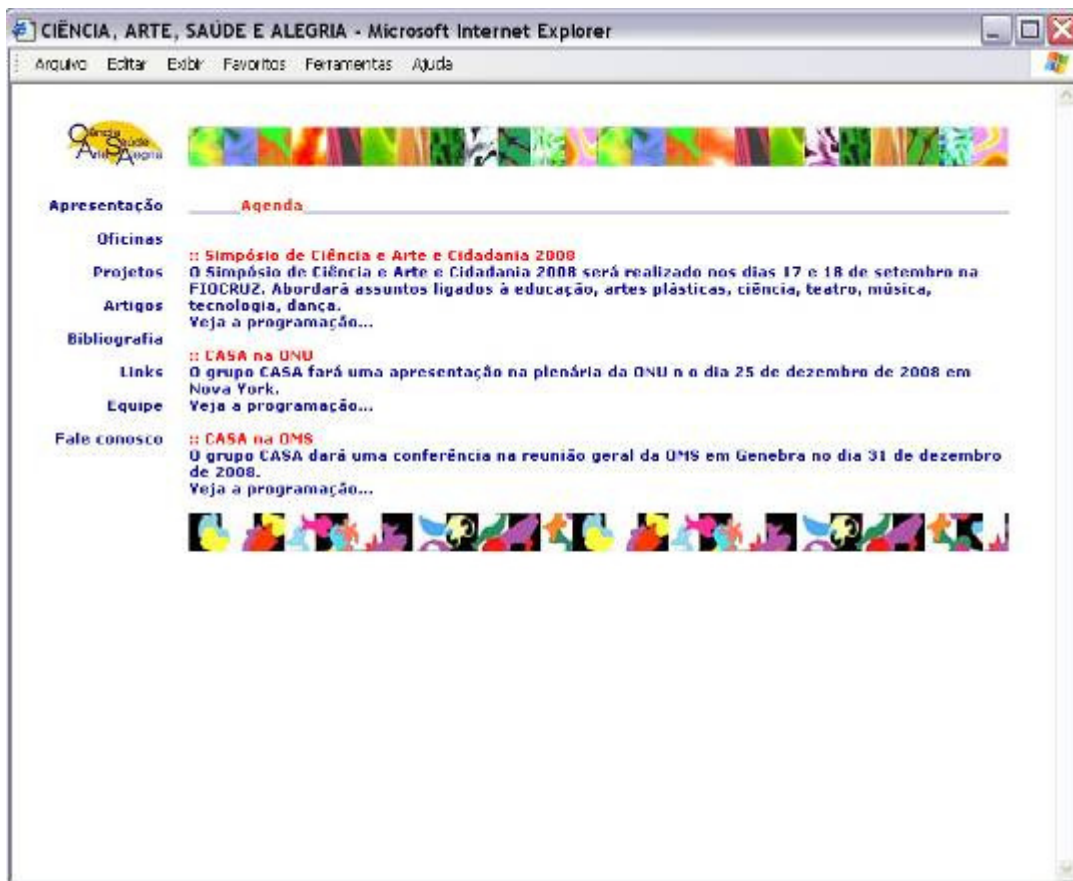 CIÊNCIA, ARTE, SAÚDE E ALEGRIA - Microsoft Internet Explorer
Arquivo Editar Exibir Favoritos Ferramentas Ajuda
Ciência Saúde
Arte Alegria
Apresentação
Oficinas
Projetos
Artigos
Bibliografia
Links
Equipe
Fale conosco
Agenda
:: Simpósio de Ciência e Arte e Cidadania 2008
O Simpósio de Ciência e Arte e Cidadania 2008 será realizado nos dias 17 e 18 de setembro na
FIOCRUZ. Abordará assuntos ligados à educação, artes plásticas, ciência, teatro, música,
tecnologia, dança.
Veja a programação...
:: CASA na ONU
O grupo CASA fará uma apresentação na plenária da ONU n o dia 25 de dezembro de 2008 em
Nova York.
Veja a programação...
:: CASA na OMS
O grupo CASA dará uma conferência na reunião geral da OMS em Genebra no dia 31 de dezembro
de 2008.
Veja a programação...